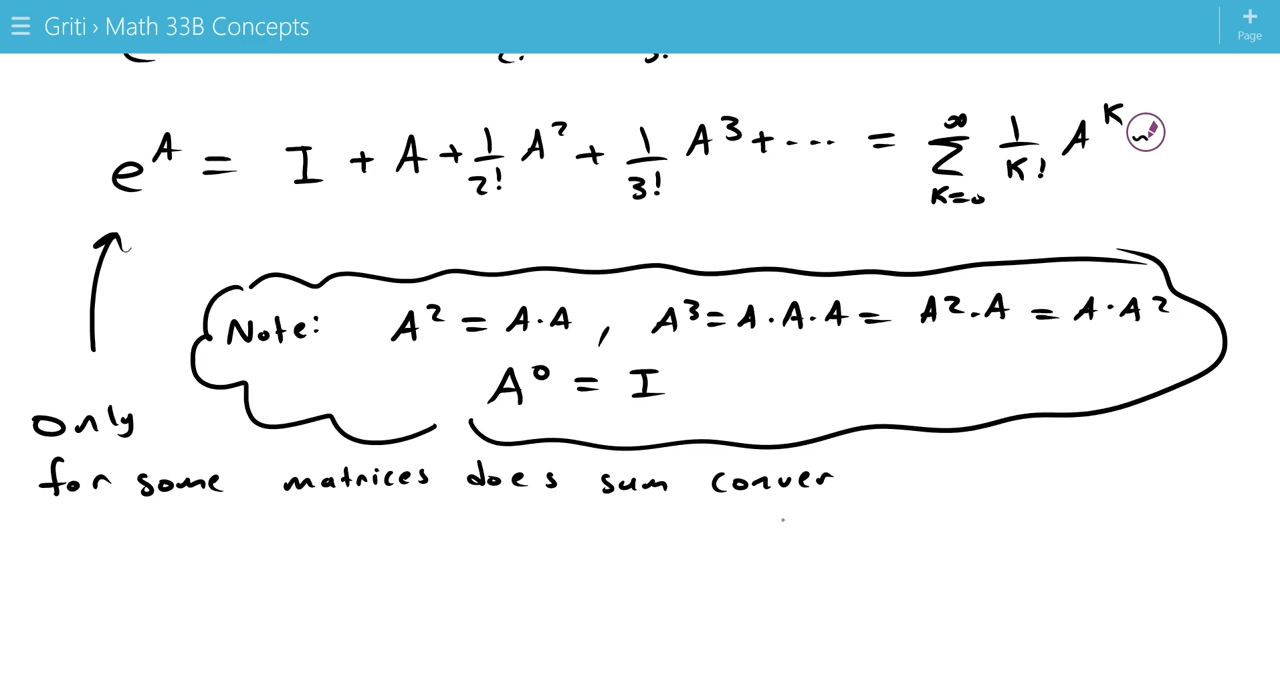 Griti › Math 33B Concepts
Page
e^A = I + A + 1/2! A^2 + 1/3! A^3 + ... = ∑_{K=0}^{∞} 1/K! A^K
Note: A^2 = A·A, A^3 = A·A·A = A^2·A = A·A^2
A^0 = I
Only
for some matrices does sum conver